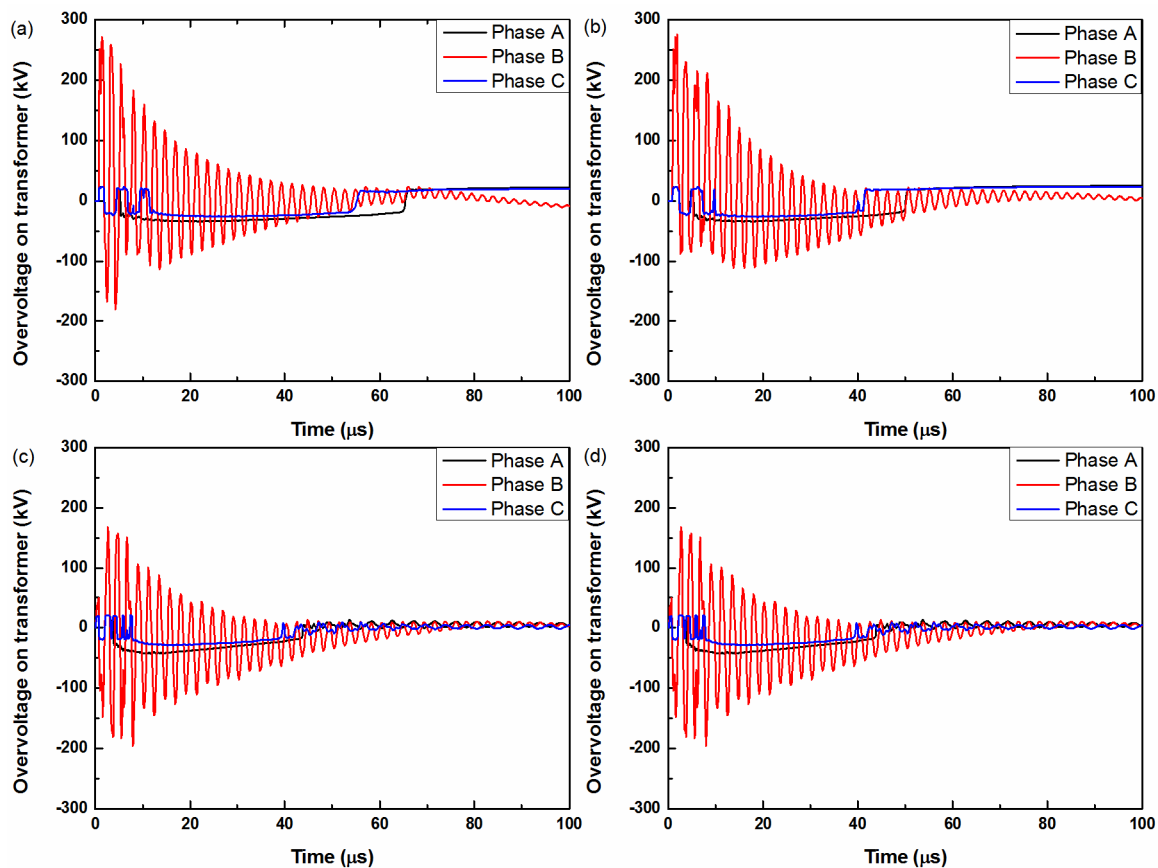 (a)
Overvoltage on transformer (kV)
300
200
100
0
-100
-200
-300
Phase A
Phase B
Phase C
0 20 40 60 80 100
Time (μs)
(b)
Overvoltage on transformer (kV)
300
200
100
0
-100
-200
-300
Phase A
Phase B
Phase C
0 20 40 60 80 100
Time (μs)
(c)
Overvoltage on transformer (kV)
300
200
100
0
-100
-200
-300
Phase A
Phase B
Phase C
0 20 40 60 80 100
Time (μs)
(d)
Overvoltage on transformer (kV)
300
200
100
0
-100
-200
-300
Phase A
Phase B
Phase C
0 20 40 60 80 100
Time (μs)